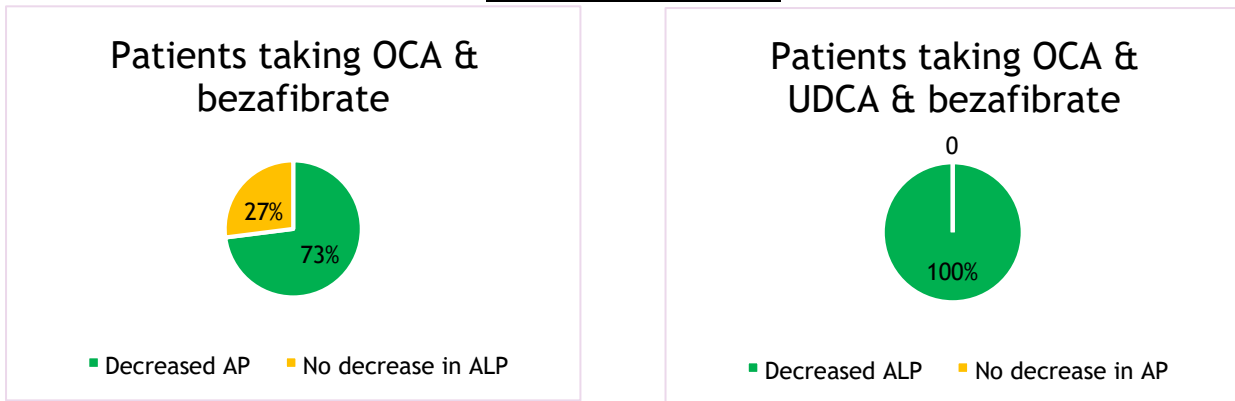 Patients taking OCA &
bezafibrate
27%
73%
Decreased AP No decrease in ALP
Patients taking OCA &
UDCA & bezafibrate
0
100%
Decreased ALP No decrease in AP